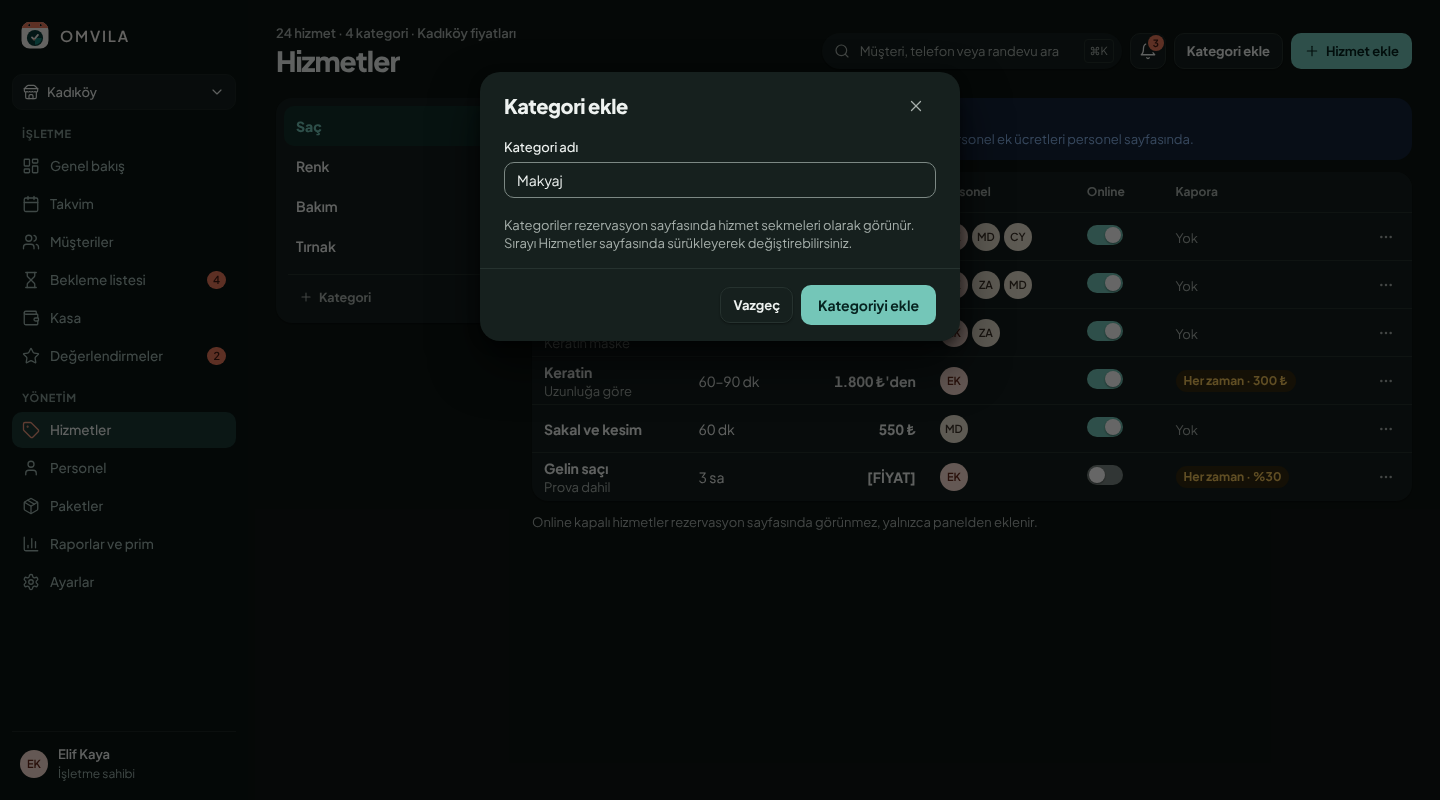 OMVILA
Kadıköy
İŞLETME
Genel bakış
Takvim
Müşteriler
Bekleme listesi
4
Kasa
Değerlendirmeler
2
YÖNETİM
Hizmetler
Personel
Paketler
Raporlar ve prim
Ayarlar
EK
Elif Kaya
İşletme sahibi
24 hizmet · 4 kategori · Kadıköy fiyatları
Hizmetler
Müşteri, telefon veya randevu ara
⌘K
3
Kategori ekle
Hizmet ekle
Saç
Renk
Bakım
Tırnak
Kategori
Kategori ekle
Kategori adı
Makyaj
Kategoriler rezervasyon sayfasında hizmet sekmeleri olarak görünür.
Sırayı Hizmetler sayfasında sürükleyerek değiştirebilirsiniz.
Vazgeç
Kategoriyi ekle
ek ücretleri personel sayfasında.
Online
Kapora
MD CY
Yok
ZA MD
Yok
ZA
Yok
Keratin maske
Keratin
Uzunluğa göre
60–90 dk
1.800 ₺'den
EK
Her zaman · 300 ₺
Sakal ve kesim
60 dk
550 ₺
MD
Yok
Gelin saçı
Prova dahil
3 sa
[FİYAT]
EK
Her zaman · %30
Online kapalı hizmetler rezervasyon sayfasında görünmez, yalnızca panelden eklenir.